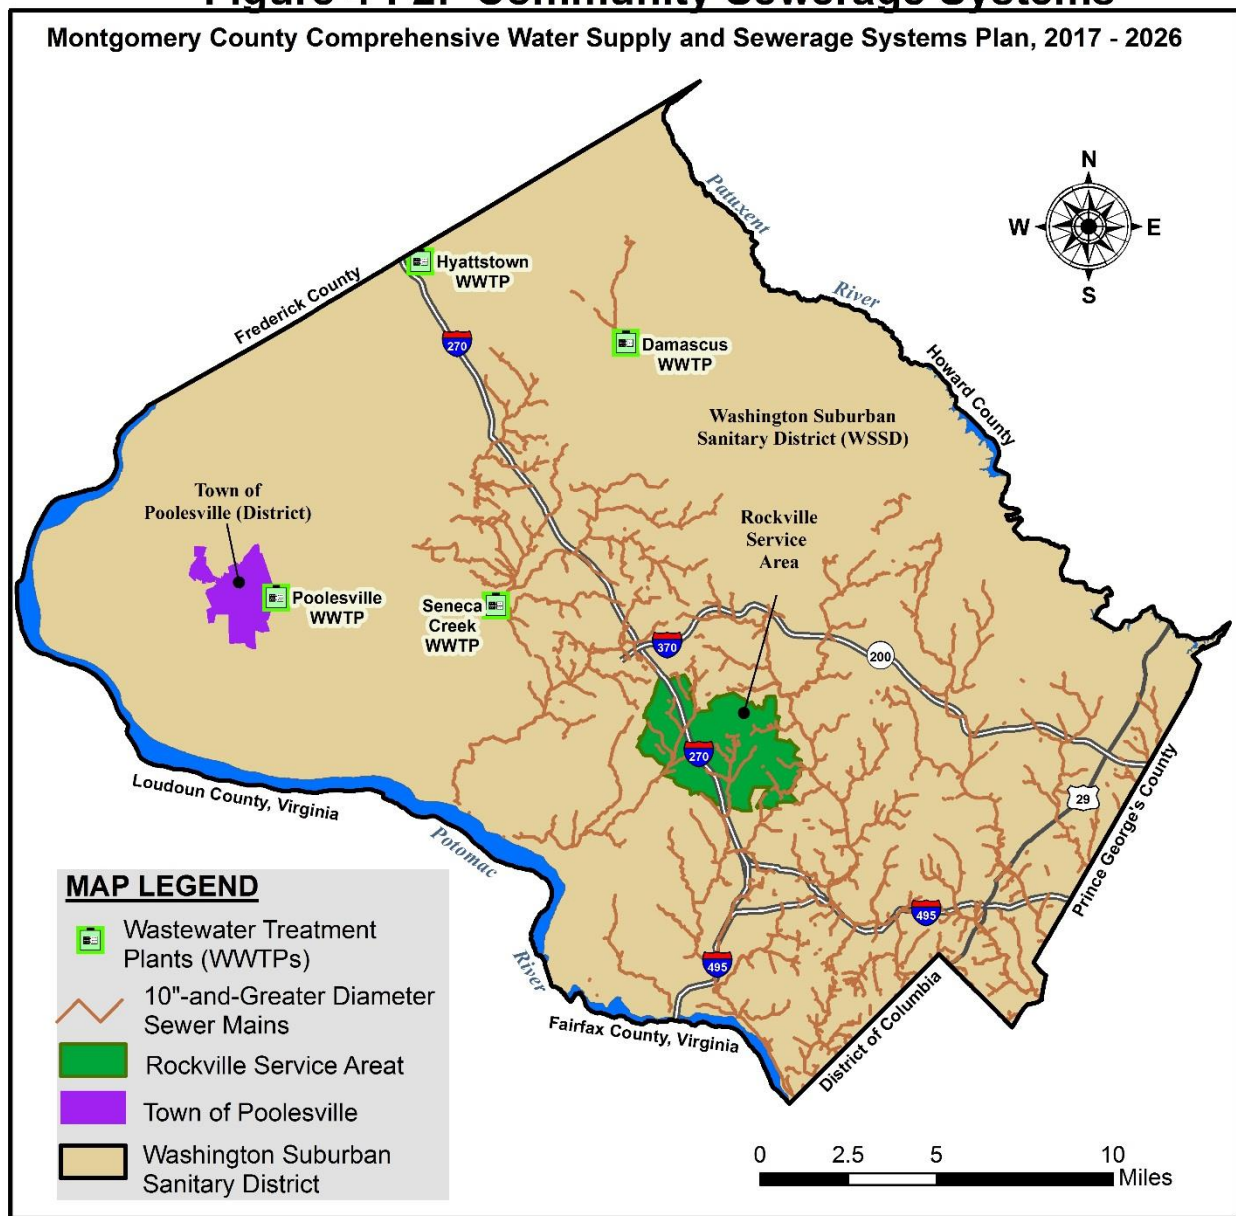 Community Sewerage Systems
Montgomery County Comprehensive Water Supply and Sewerage Systems Plan, 2017 - 2026
N
W
E
S
Patuxent
River
Hyattstown
WWTP
Frederick County
270
Damascus
WWTP
Howard County
Washington Suburban
Sanitary District (WSSD)
Town of
Poolesville (District)
Rockville
Service
Area
Poolesville
WWTP
Seneca
Creek
WWTP
370
200
270
Loudoun County, Virginia
Potomac
River
29
Prince George's County
495
495
Fairfax County, Virginia
District of Columbia
MAP LEGEND
Wastewater Treatment
Plants (WWTPs)
10"-and-Greater Diameter
Sewer Mains
Rockville Service Areat
Town of Poolesville
Washington Suburban
Sanitary District
0
2.5
5
10
Miles